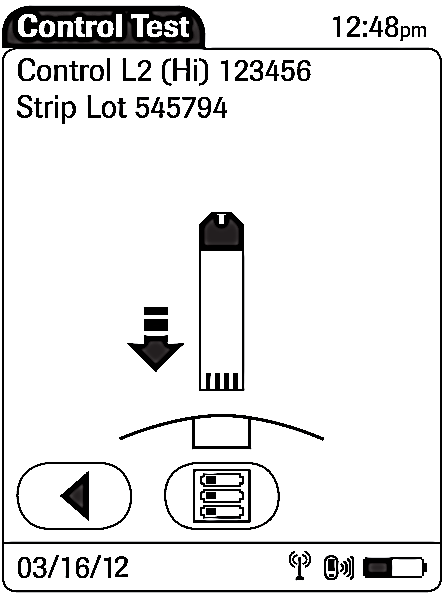 Control Test
12:48pm
Control L2 (Hi) 123456
Strip Lot 545794
03/16/12